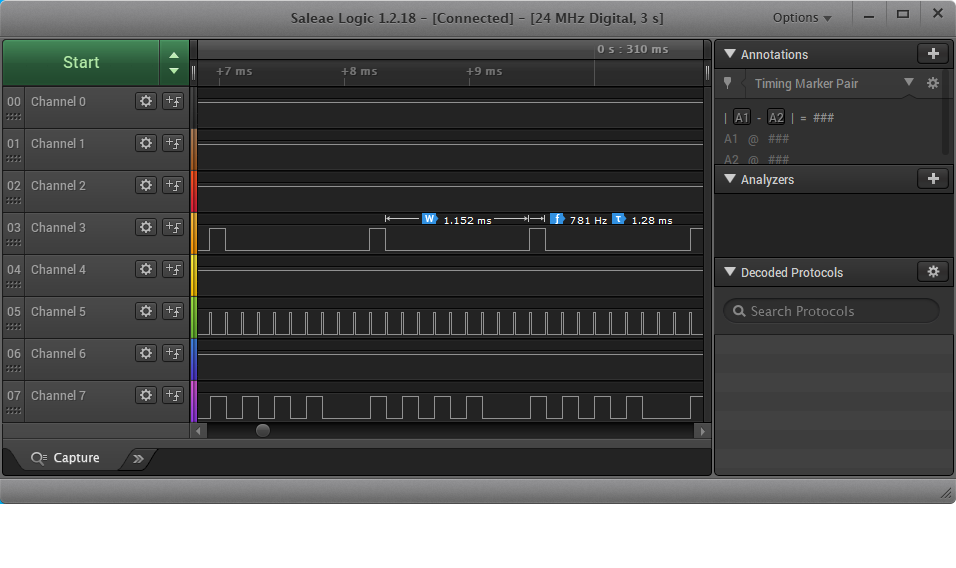 Saleae Logic 1.2.18 – [Connected] – [24 MHz Digital, 3 s]
Options
Start
0 s : 310 ms
+7 ms
+8 ms
+9 ms
00 Channel 0
01 Channel 1
02 Channel 2
03 Channel 3
W 1.152 ms
f 781 Hz
τ 1.28 ms
04 Channel 4
05 Channel 5
06 Channel 6
07 Channel 7
Capture
Annotations
Timing Marker Pair
| A1 - A2 | = ###
A1 @ ###
A2 @ ###
Analyzers
Decoded Protocols
Search Protocols